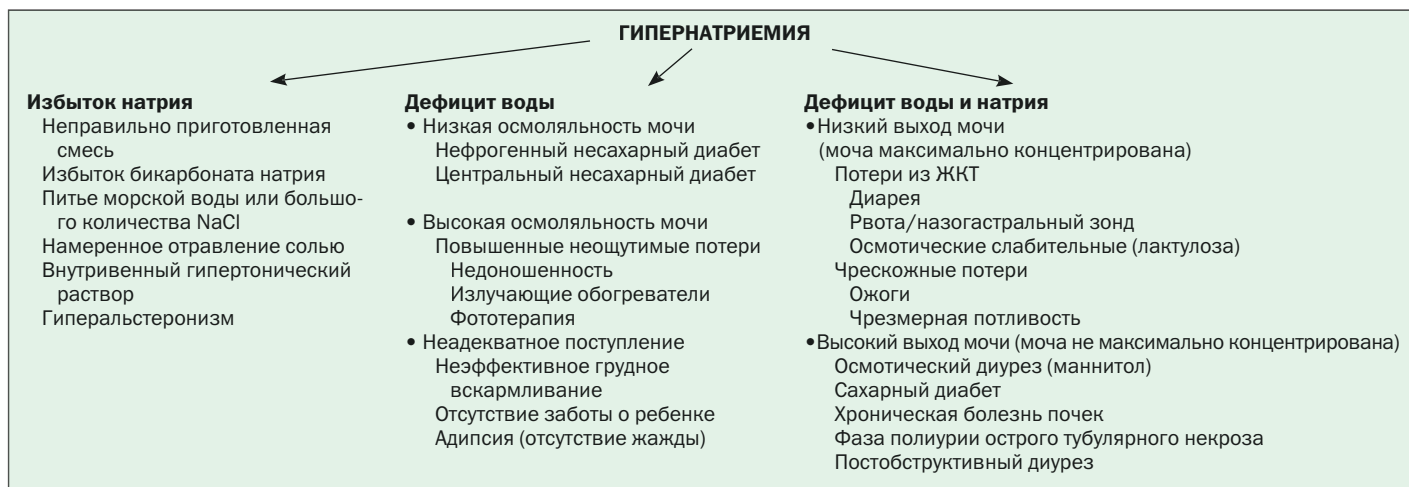 ГИПЕРНАТРИЕМИЯ
Избыток натрия
Неправильно приготовленная
смесь
Избыток бикарбоната натрия
Питье морской воды или большо-
го количества NaCl
Намеренное отравление солью
Внутривенный гипертонический
раствор
Гиперальстеронизм
Дефицит воды
• Низкая осмоляльность мочи
Нефрогенный несахарный диабет
Центральный несахарный диабет
• Высокая осмоляльность мочи
Повышенные неощутимые потери
Недоношенность
Излучающие обогреватели
Фототерапия
• Неадекватное поступление
Неэффективное грудное
вскармливание
Отсутствие заботы о ребенке
Адипсия (отсутствие жажды)
Дефицит воды и натрия
•Низкий выход мочи
(моча максимально концентрирована)
Потери из ЖКТ
Диарея
Рвота/назогастральный зонд
Осмотические слабительные (лактулоза)
Чрескожные потери
Ожоги
Чрезмерная потливость
•Высокий выход мочи (моча не максимально концентрирована)
Осмотический диурез (маннитол)
Сахарный диабет
Хроническая болезнь почек
Фаза полиурии острого тубулярного некроза
Постобструктивный диурез